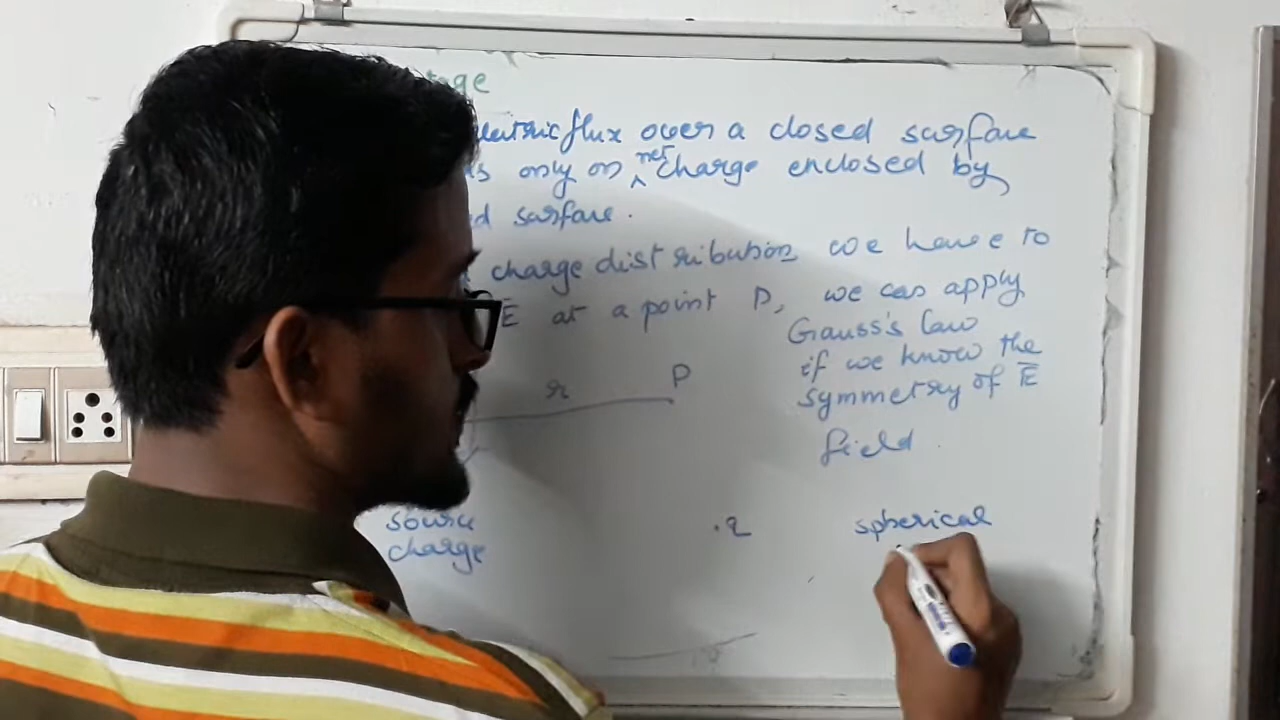 tage
flux over a closed surface
only on net charge enclosed by
surface.
charge distribution we have to
E at a point P, we can apply
Gauss's law
if we know the
symmetry of E
field
r P
source
charge
.q spherical